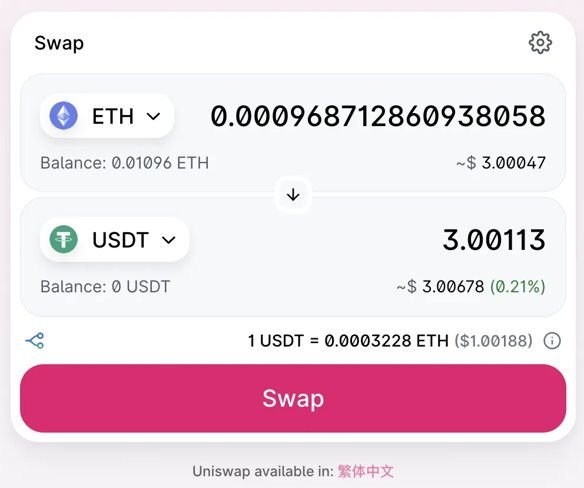 Swap
ETH 0.000968712860938058
Balance: 0.01096 ETH ~$ 3.00047
USDT 3.00113
Balance: 0 USDT ~$ 3.00678 (0.21%)
1 USDT = 0.0003228 ETH ($1.00188)
Swap
Uniswap available in: 繁体中文